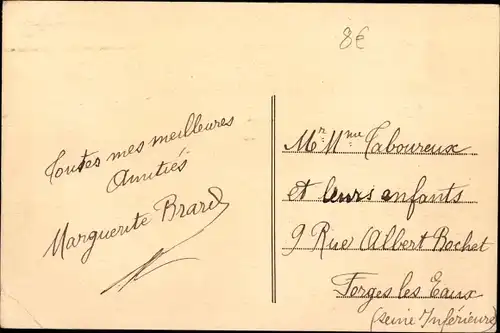 8€
Toutes mes meilleures
Amitiés
Marguerite Brard
Mr Mme Taboureux
et leurs enfants
9 Rue Albert Bochet
Forges les Eaux
(Seine Inférieure)